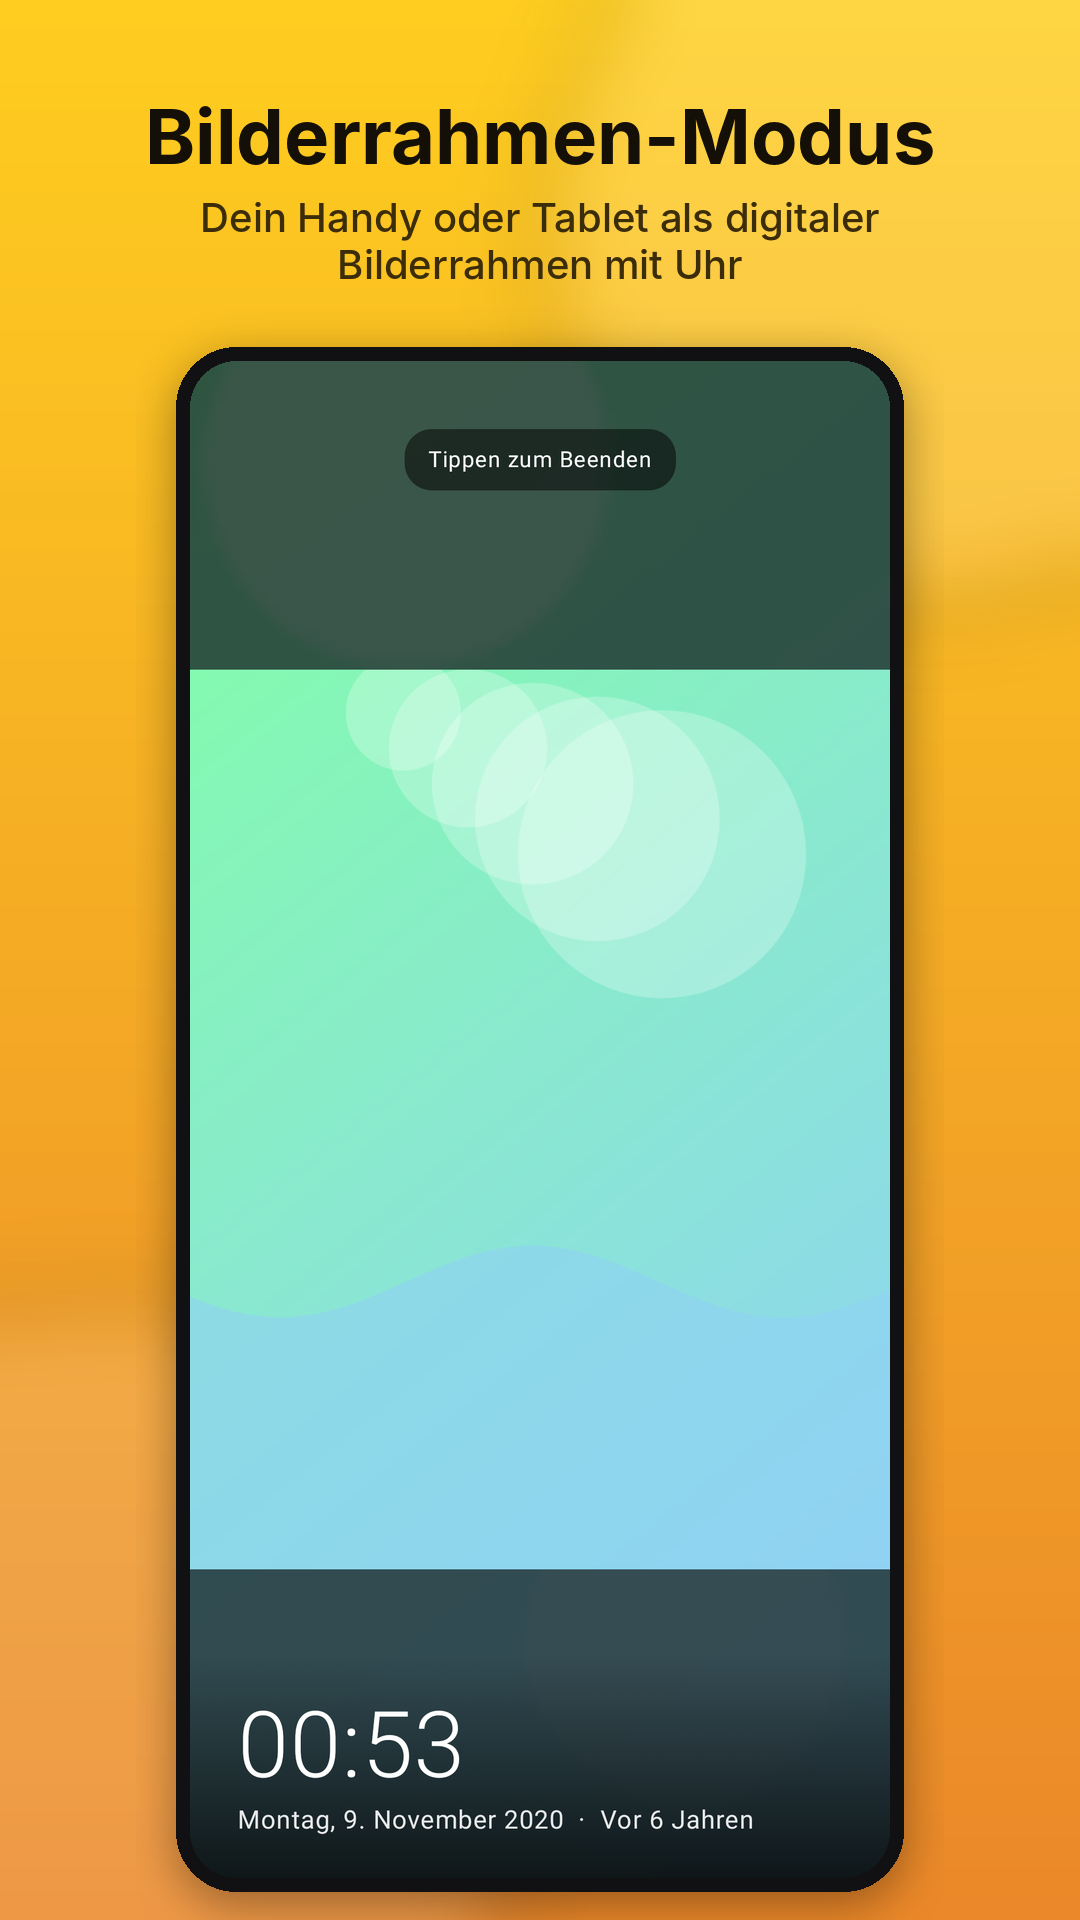 Bilderrahmen-Modus
Dein Handy oder Tablet als digitaler
Bilderrahmen mit Uhr
Tippen zum Beenden
00:53
Montag, 9. November 2020 · Vor 6 Jahren